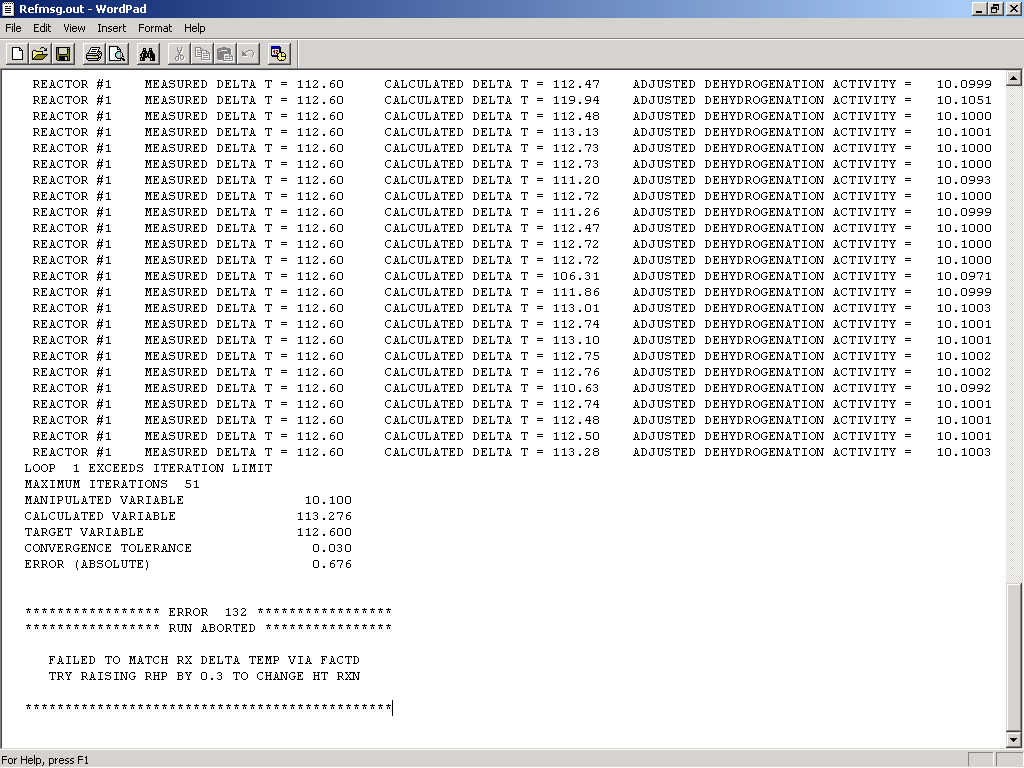 Refmsg.out - WordPad
File Edit View Insert Format Help
REACTOR #1 MEASURED DELTA T = 112.60 CALCULATED DELTA T = 112.47 ADJUSTED DEHYDROGENATION ACTIVITY = 10.0999
REACTOR #1 MEASURED DELTA T = 112.60 CALCULATED DELTA T = 119.94 ADJUSTED DEHYDROGENATION ACTIVITY = 10.1051
REACTOR #1 MEASURED DELTA T = 112.60 CALCULATED DELTA T = 112.48 ADJUSTED DEHYDROGENATION ACTIVITY = 10.1000
REACTOR #1 MEASURED DELTA T = 112.60 CALCULATED DELTA T = 113.13 ADJUSTED DEHYDROGENATION ACTIVITY = 10.1001
REACTOR #1 MEASURED DELTA T = 112.60 CALCULATED DELTA T = 112.73 ADJUSTED DEHYDROGENATION ACTIVITY = 10.1000
REACTOR #1 MEASURED DELTA T = 112.60 CALCULATED DELTA T = 112.73 ADJUSTED DEHYDROGENATION ACTIVITY = 10.1000
REACTOR #1 MEASURED DELTA T = 112.60 CALCULATED DELTA T = 111.20 ADJUSTED DEHYDROGENATION ACTIVITY = 10.0993
REACTOR #1 MEASURED DELTA T = 112.60 CALCULATED DELTA T = 112.72 ADJUSTED DEHYDROGENATION ACTIVITY = 10.1000
REACTOR #1 MEASURED DELTA T = 112.60 CALCULATED DELTA T = 111.26 ADJUSTED DEHYDROGENATION ACTIVITY = 10.0999
REACTOR #1 MEASURED DELTA T = 112.60 CALCULATED DELTA T = 112.47 ADJUSTED DEHYDROGENATION ACTIVITY = 10.1000
REACTOR #1 MEASURED DELTA T = 112.60 CALCULATED DELTA T = 112.72 ADJUSTED DEHYDROGENATION ACTIVITY = 10.1000
REACTOR #1 MEASURED DELTA T = 112.60 CALCULATED DELTA T = 112.72 ADJUSTED DEHYDROGENATION ACTIVITY = 10.1000
REACTOR #1 MEASURED DELTA T = 112.60 CALCULATED DELTA T = 106.31 ADJUSTED DEHYDROGENATION ACTIVITY = 10.0971
REACTOR #1 MEASURED DELTA T = 112.60 CALCULATED DELTA T = 111.86 ADJUSTED DEHYDROGENATION ACTIVITY = 10.0999
REACTOR #1 MEASURED DELTA T = 112.60 CALCULATED DELTA T = 113.01 ADJUSTED DEHYDROGENATION ACTIVITY = 10.1003
REACTOR #1 MEASURED DELTA T = 112.60 CALCULATED DELTA T = 112.74 ADJUSTED DEHYDROGENATION ACTIVITY = 10.1001
REACTOR #1 MEASURED DELTA T = 112.60 CALCULATED DELTA T = 113.10 ADJUSTED DEHYDROGENATION ACTIVITY = 10.1001
REACTOR #1 MEASURED DELTA T = 112.60 CALCULATED DELTA T = 112.75 ADJUSTED DEHYDROGENATION ACTIVITY = 10.1002
REACTOR #1 MEASURED DELTA T = 112.60 CALCULATED DELTA T = 112.76 ADJUSTED DEHYDROGENATION ACTIVITY = 10.1002
REACTOR #1 MEASURED DELTA T = 112.60 CALCULATED DELTA T = 110.63 ADJUSTED DEHYDROGENATION ACTIVITY = 10.0992
REACTOR #1 MEASURED DELTA T = 112.60 CALCULATED DELTA T = 112.74 ADJUSTED DEHYDROGENATION ACTIVITY = 10.1001
REACTOR #1 MEASURED DELTA T = 112.60 CALCULATED DELTA T = 112.48 ADJUSTED DEHYDROGENATION ACTIVITY = 10.1001
REACTOR #1 MEASURED DELTA T = 112.60 CALCULATED DELTA T = 112.50 ADJUSTED DEHYDROGENATION ACTIVITY = 10.1001
REACTOR #1 MEASURED DELTA T = 112.60 CALCULATED DELTA T = 113.28 ADJUSTED DEHYDROGENATION ACTIVITY = 10.1003
LOOP 1 EXCEEDS ITERATION LIMIT
MAXIMUM ITERATIONS 51
MANIPULATED VARIABLE 10.100
CALCULATED VARIABLE 113.276
TARGET VARIABLE 112.600
CONVERGENCE TOLERANCE 0.030
ERROR (ABSOLUTE) 0.676
***************** ERROR 132 *****************
***************** RUN ABORTED ****************
FAILED TO MATCH RX DELTA TEMP VIA FACTD
TRY RAISING RHP BY 0.3 TO CHANGE HT RXN
**********************************************
For Help, press F1